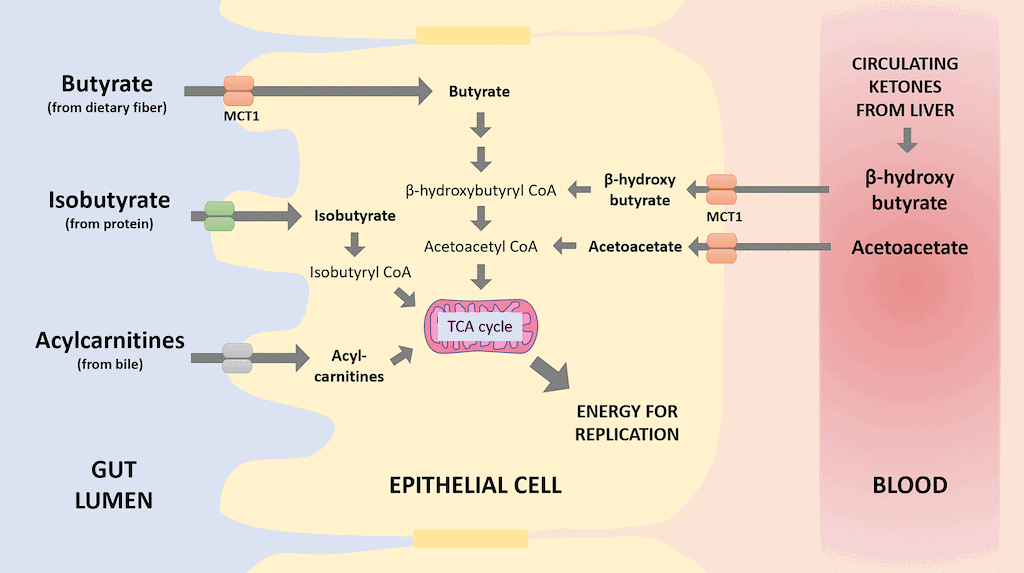 Butyrate
(from dietary fiber)
MCT1
Butyrate
Isobutyrate
(from protein)
Isobutyrate
Isobutyryl CoA
Acylcarnitines
(from bile)
Acyl-
carnitines
β-hydroxybutyryl CoA
Acetoacetyl CoA
TCA cycle
ENERGY FOR
REPLICATION
β-hydroxy
butyrate
MCT1
Acetoacetate
CIRCULATING
KETONES
FROM LIVER
β-hydroxy
butyrate
Acetoacetate
GUT
LUMEN
EPITHELIAL CELL
BLOOD